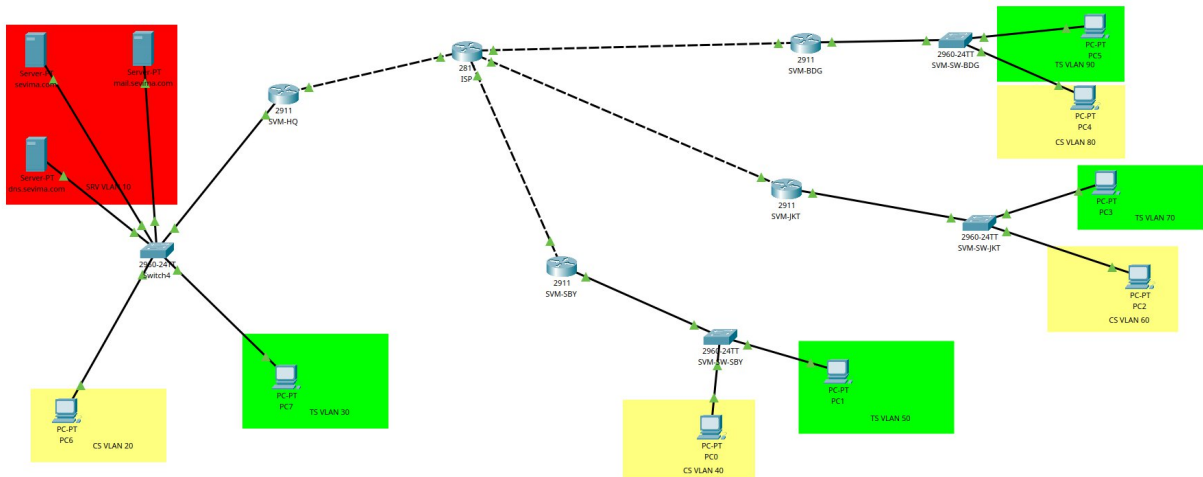 Server-PT
sevima.com
Server-PT
mail.sevima.com
Server-PT
dns.sevima.com
SRV VLAN 10
2911
SVM-HQ
281
ISP
2911
SVM-BDG
2960-24TT
SVM-SW-BDG
PC-PT
PC5
TS VLAN 90
PC-PT
PC4
CS VLAN 80
2911
SVM-JKT
2960-24TT
SVM-SW-JKT
PC-PT
PC3
TS VLAN 70
PC-PT
PC2
CS VLAN 60
2960-24TT
Switch4
2911
SVM-SBY
2960-24TT
SVM-SW-SBY
PC-PT
PC1
TS VLAN 50
PC-PT
PC0
CS VLAN 40
PC-PT
PC7
TS VLAN 30
PC-PT
PC6
CS VLAN 20